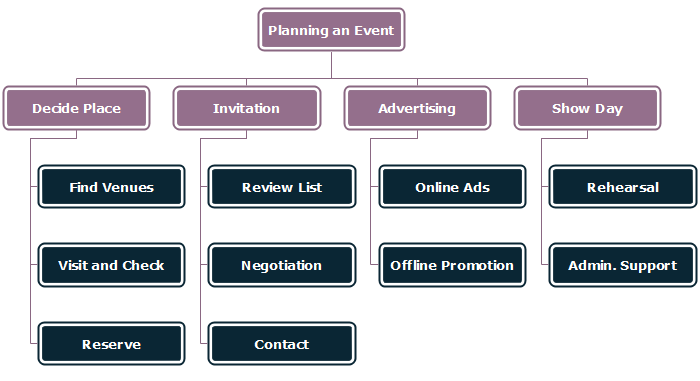 Planning an Event
Decide Place
Invitation
Advertising
Show Day
Find Venues
Review List
Online Ads
Rehearsal
Visit and Check
Negotiation
Offline Promotion
Admin. Support
Reserve
Contact